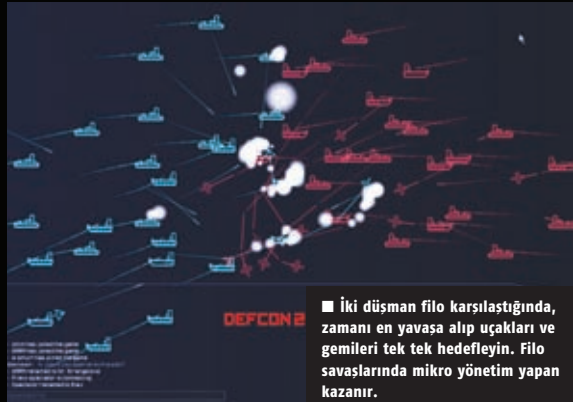 DEFCON 2
■ İki düşman filo karşılaştığında,
zamanı en yavaşa alıp uçakları ve
gemileri tek tek hedefleyin. Filo
savaşlarında mikro yönetim yapan
kazanır.